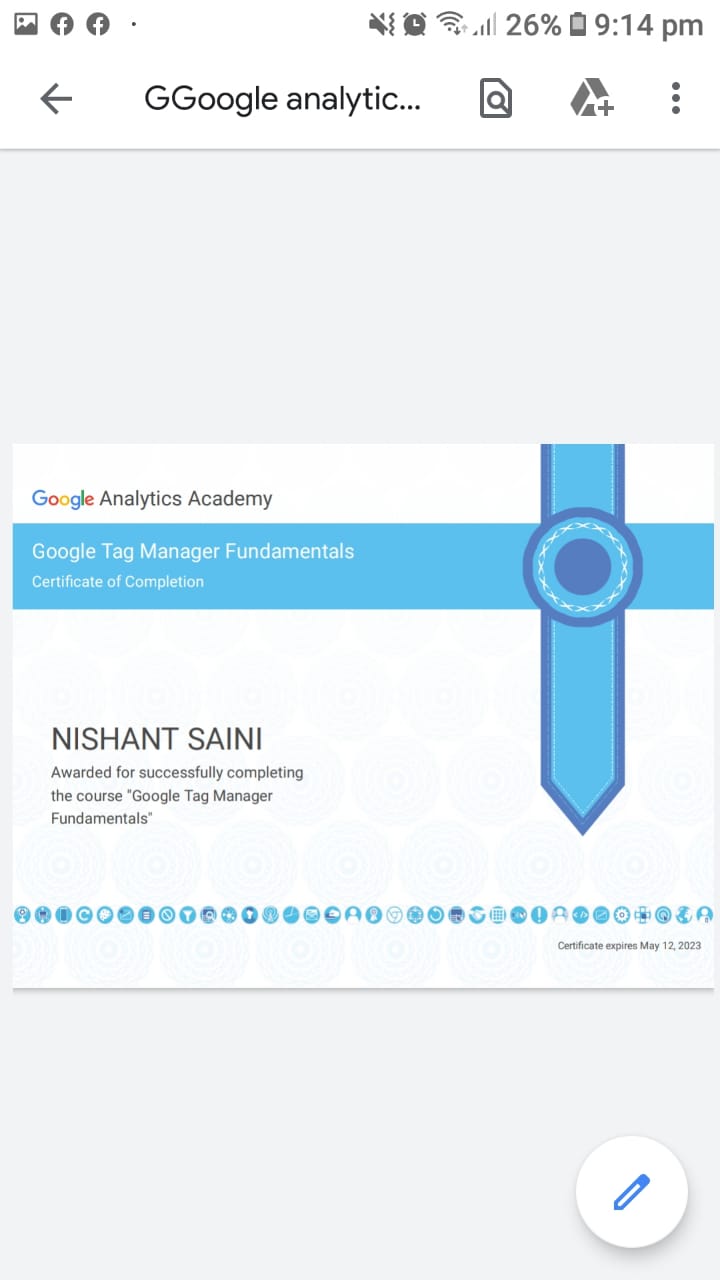 26% 9:14 pm
GGoogle analytic...
Google Analytics Academy
Google Tag Manager Fundamentals
Certificate of Completion
NISHANT SAINI
Awarded for successfully completing
the course "Google Tag Manager
Fundamentals"
Certificate expires May 12, 2023